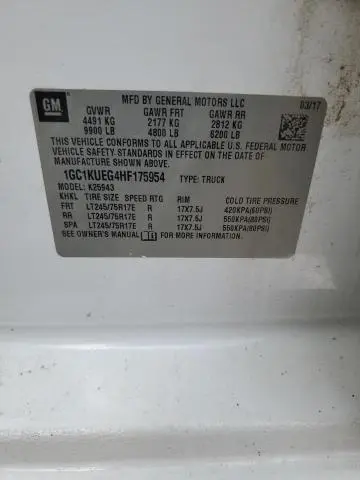 GM
MFD BY GENERAL MOTORS LLC 03/17
GVWR GAWR FRT GAWR RR
4491 KG 2177 KG 2812 KG
9900 LB 4800 LB 6200 LB
THIS VEHICLE CONFORMS TO ALL APPLICABLE U.S. FEDERAL MOTOR
VEHICLE SAFETY STANDARDS IN EFFECT ON THE DATE OF
MANUFACTURE SHOWN ABOVE.
1GC1KUEG4HF175954 TYPE: TRUCK
MODEL: K25943
KHKL TIRE SIZE SPEED RTG RIM COLD TIRE PRESSURE
FRT LT245/75R17E R 17X7.5J 420KPA(60PSI)
RR LT245/75R17E R 17X7.5J 550KPA(80PSI)
SPA LT245/75R17E R 17X7.5J 550KPA(80PSI)
SEE OWNER'S MANUAL FOR MORE INFORMATION.